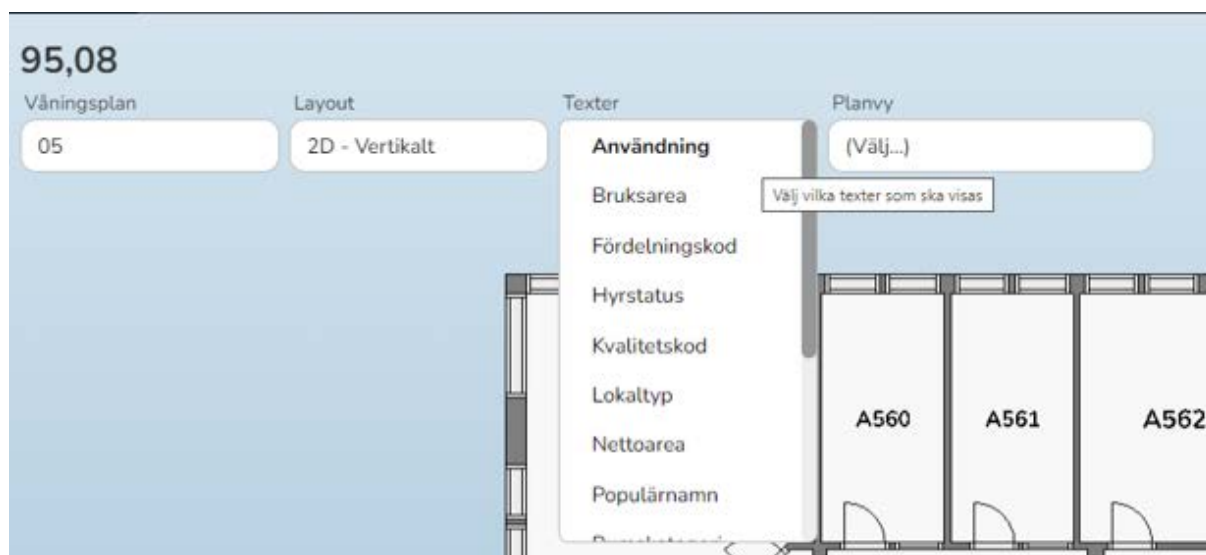 95,08
Våningsplan
Layout
Texter
Planvy
05
2D - Vertikalt
Användning
(Välj...)
Bruksarea
Välj vilka texter som ska visas
Fördelningskod
Hyrstatus
Kvalitetskod
Lokaltyp
Nettoarea
Populärnamn
A560
A561
A562